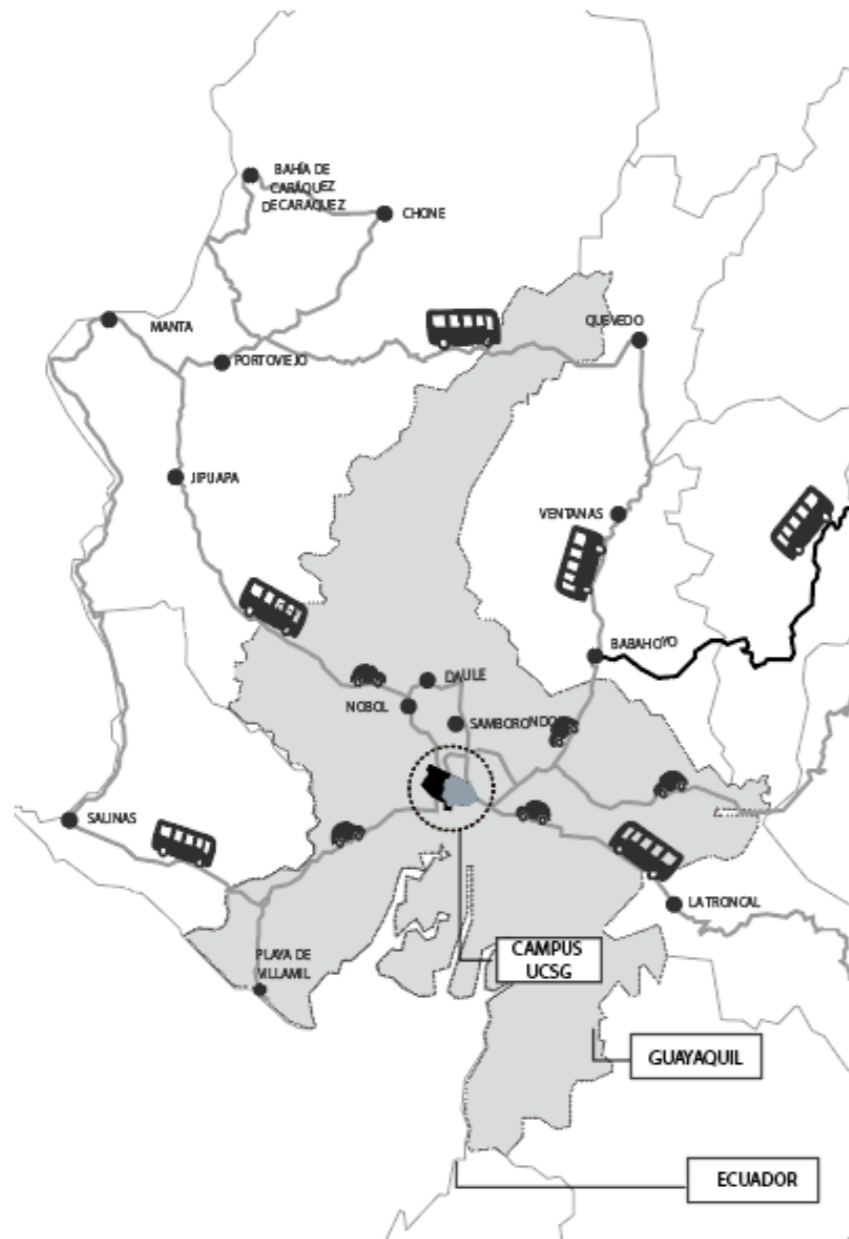 BAHÍA DE
CARÁQUEZ
DECARAQUEZ
CHONE
MANTA
QUEVEDO
PORTOVIEJO
JIPIJAPA
VENTANAS
BABAHOYO
DAULE
NOBOL
SAMBORONDO
SALINAS
LA TRONCAL
CAMPUS
UCSG
PLAYA DE
VILLAMIL
GUAYAQUIL
ECUADOR